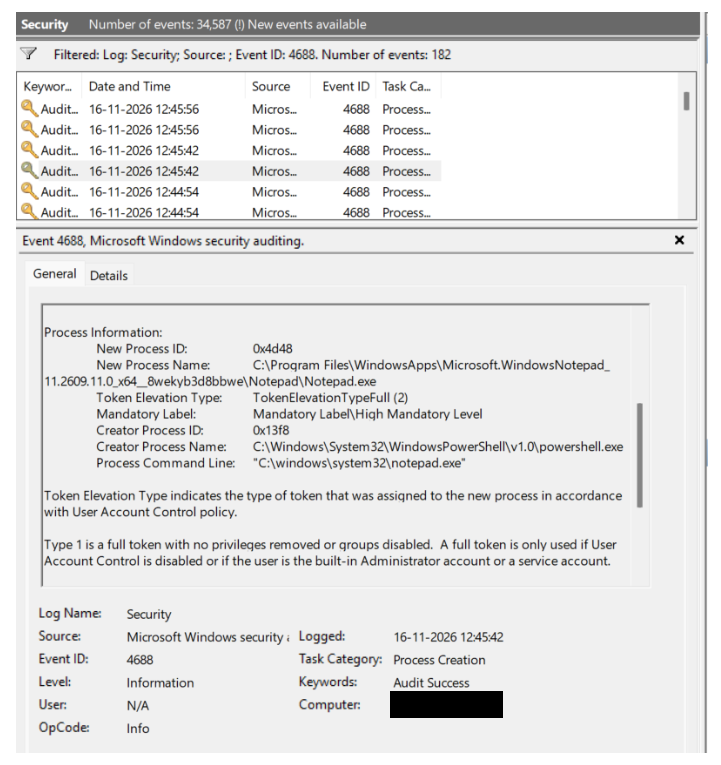 Security Number of events: 34,587 (!) New events available
Filtered: Log: Security; Source: ; Event ID: 4688. Number of events: 182
Keywor... Date and Time Source Event ID Task Ca...
Audit... 16-11-2026 12:45:56 Micros... 4688 Process...
Audit... 16-11-2026 12:45:56 Micros... 4688 Process...
Audit... 16-11-2026 12:45:42 Micros... 4688 Process...
Audit... 16-11-2026 12:45:42 Micros... 4688 Process...
Audit... 16-11-2026 12:44:54 Micros... 4688 Process...
Audit... 16-11-2026 12:44:54 Micros... 4688 Process...
Event 4688, Microsoft Windows security auditing.
General Details
Process Information:
New Process ID: 0x4d48
New Process Name: C:\Program Files\WindowsApps\Microsoft.WindowsNotepad_
11.2609.11.0_x64__8wekyb3d8bbwe\Notepad\Notepad.exe
Token Elevation Type: TokenElevationTypeFull (2)
Mandatory Label: Mandatory Label\High Mandatory Level
Creator Process ID: 0x13f8
Creator Process Name: C:\Windows\System32\WindowsPowerShell\v1.0\powershell.exe
Process Command Line: "C:\windows\system32\notepad.exe"
Token Elevation Type indicates the type of token that was assigned to the new process in accordance
with User Account Control policy.
Type 1 is a full token with no privileges removed or groups disabled. A full token is only used if User
Account Control is disabled or if the user is the built-in Administrator account or a service account.
Log Name: Security
Source: Microsoft Windows security Logged: 16-11-2026 12:45:42
Event ID: 4688 Task Category: Process Creation
Level: Information Keywords: Audit Success
User: N/A Computer:
OpCode: Info